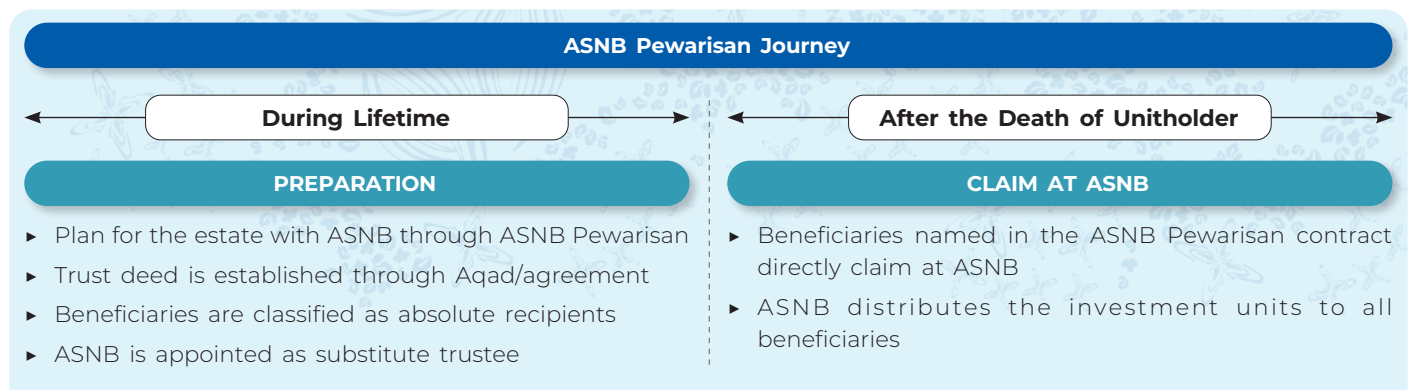 ASNB Pewarisan Journey
During Lifetime
PREPARATION
► Plan for the estate with ASNB through ASNB Pewarisan
► Trust deed is established through Aqad/agreement
► Beneficiaries are classified as absolute recipients
► ASNB is appointed as substitute trustee
After the Death of Unitholder
CLAIM AT ASNB
► Beneficiaries named in the ASNB Pewarisan contract
directly claim at ASNB
► ASNB distributes the investment units to all
beneficiaries